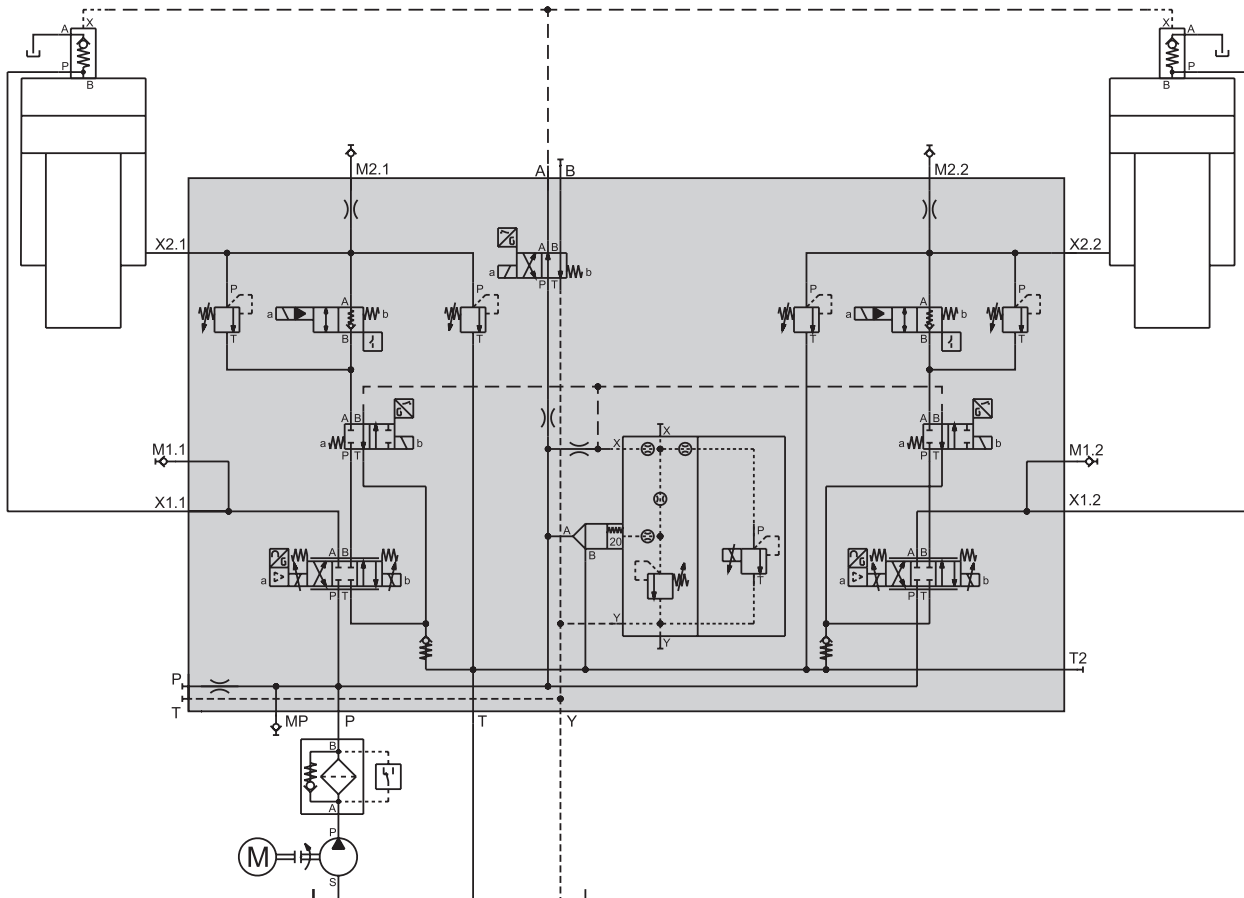 X X
A A
P P
B B
M2.1 A B M2.2
X2.1 A B X2.2
a b
P T
P A P P A P
a b a b
T B T T B T
A B A B
a b a b
P T P T
X X
M1.1 M1.2
P
X1.1 A X1.2
20
B
A B A B
T
a b a b
P T P T
Y
Y
T2
P
T
MP P T Y
B
A
P
M
S